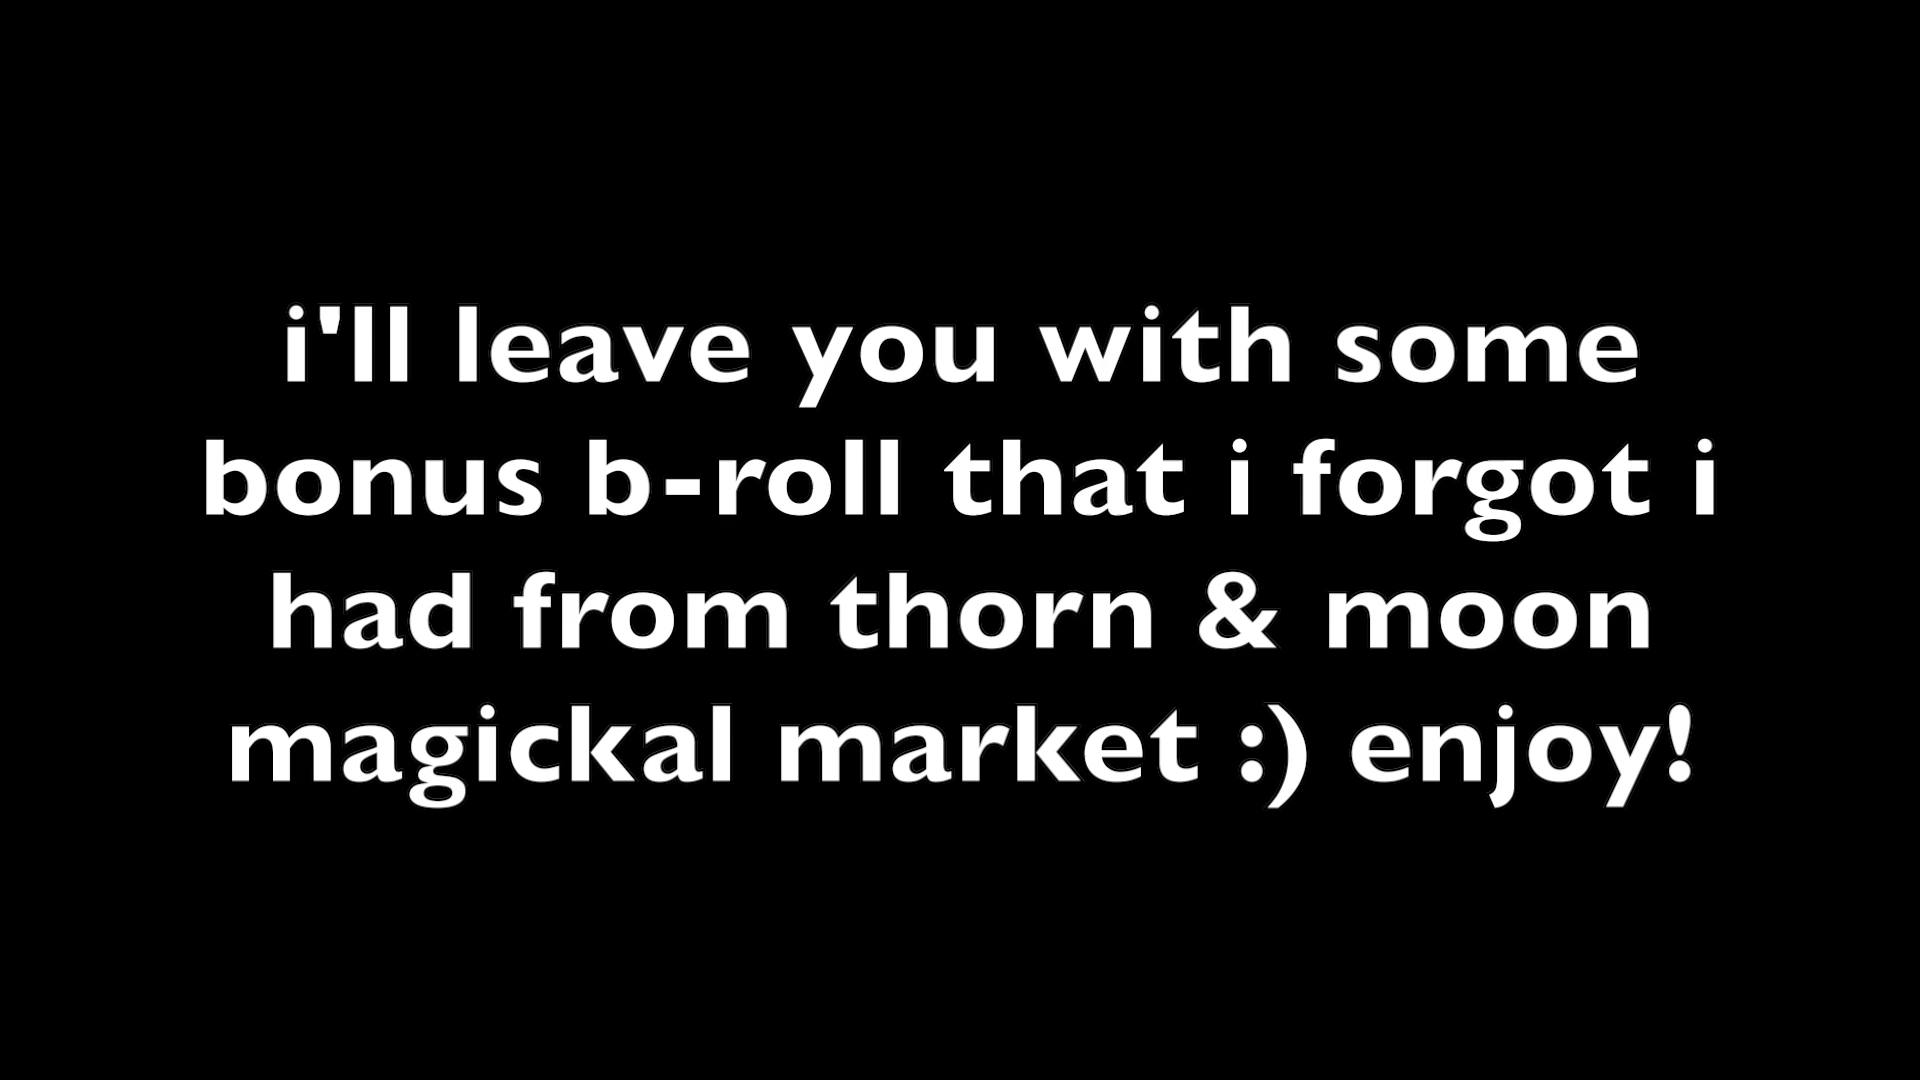 i'll leave you with some
bonus b-roll that i forgot i
had from thorn & moon
magickal market :) enjoy!